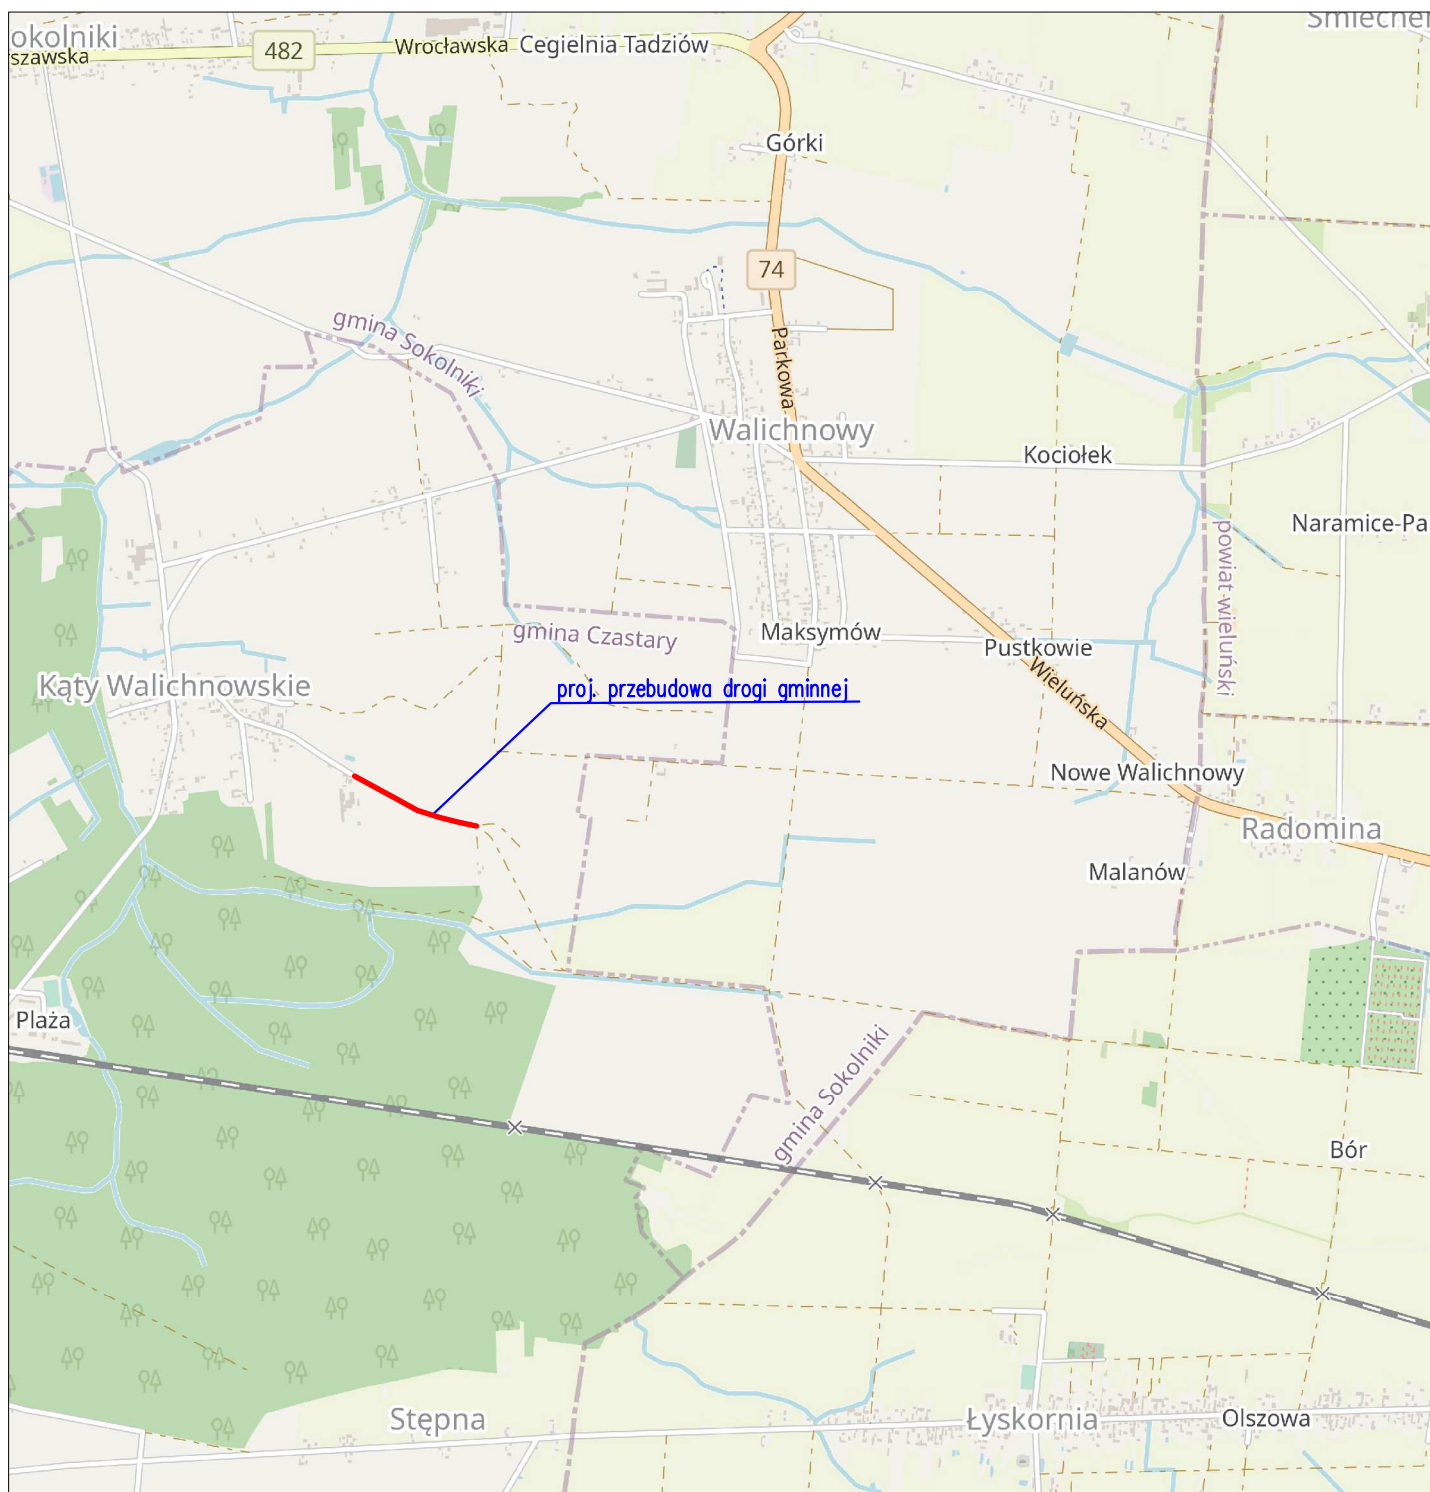 Śmiecheń
okolniki
szawska
482
Wrocławska
Cegielnia Tadziów
Górki
74
gmina Sokolniki
Parkowa
Walichnowy
Kociołek
Naramice-Pa
powiat wieluński
gmina Czastary
Maksymów
Pustkowie
Wieluńska
Kąty Walichnowskie
proj. przebudowa drogi gminnej
Nowe Walichnowy
Radomina
Malanów
Plaża
gmina Sokolniki
Bór
Stępna
Łyskornia
Olszowa